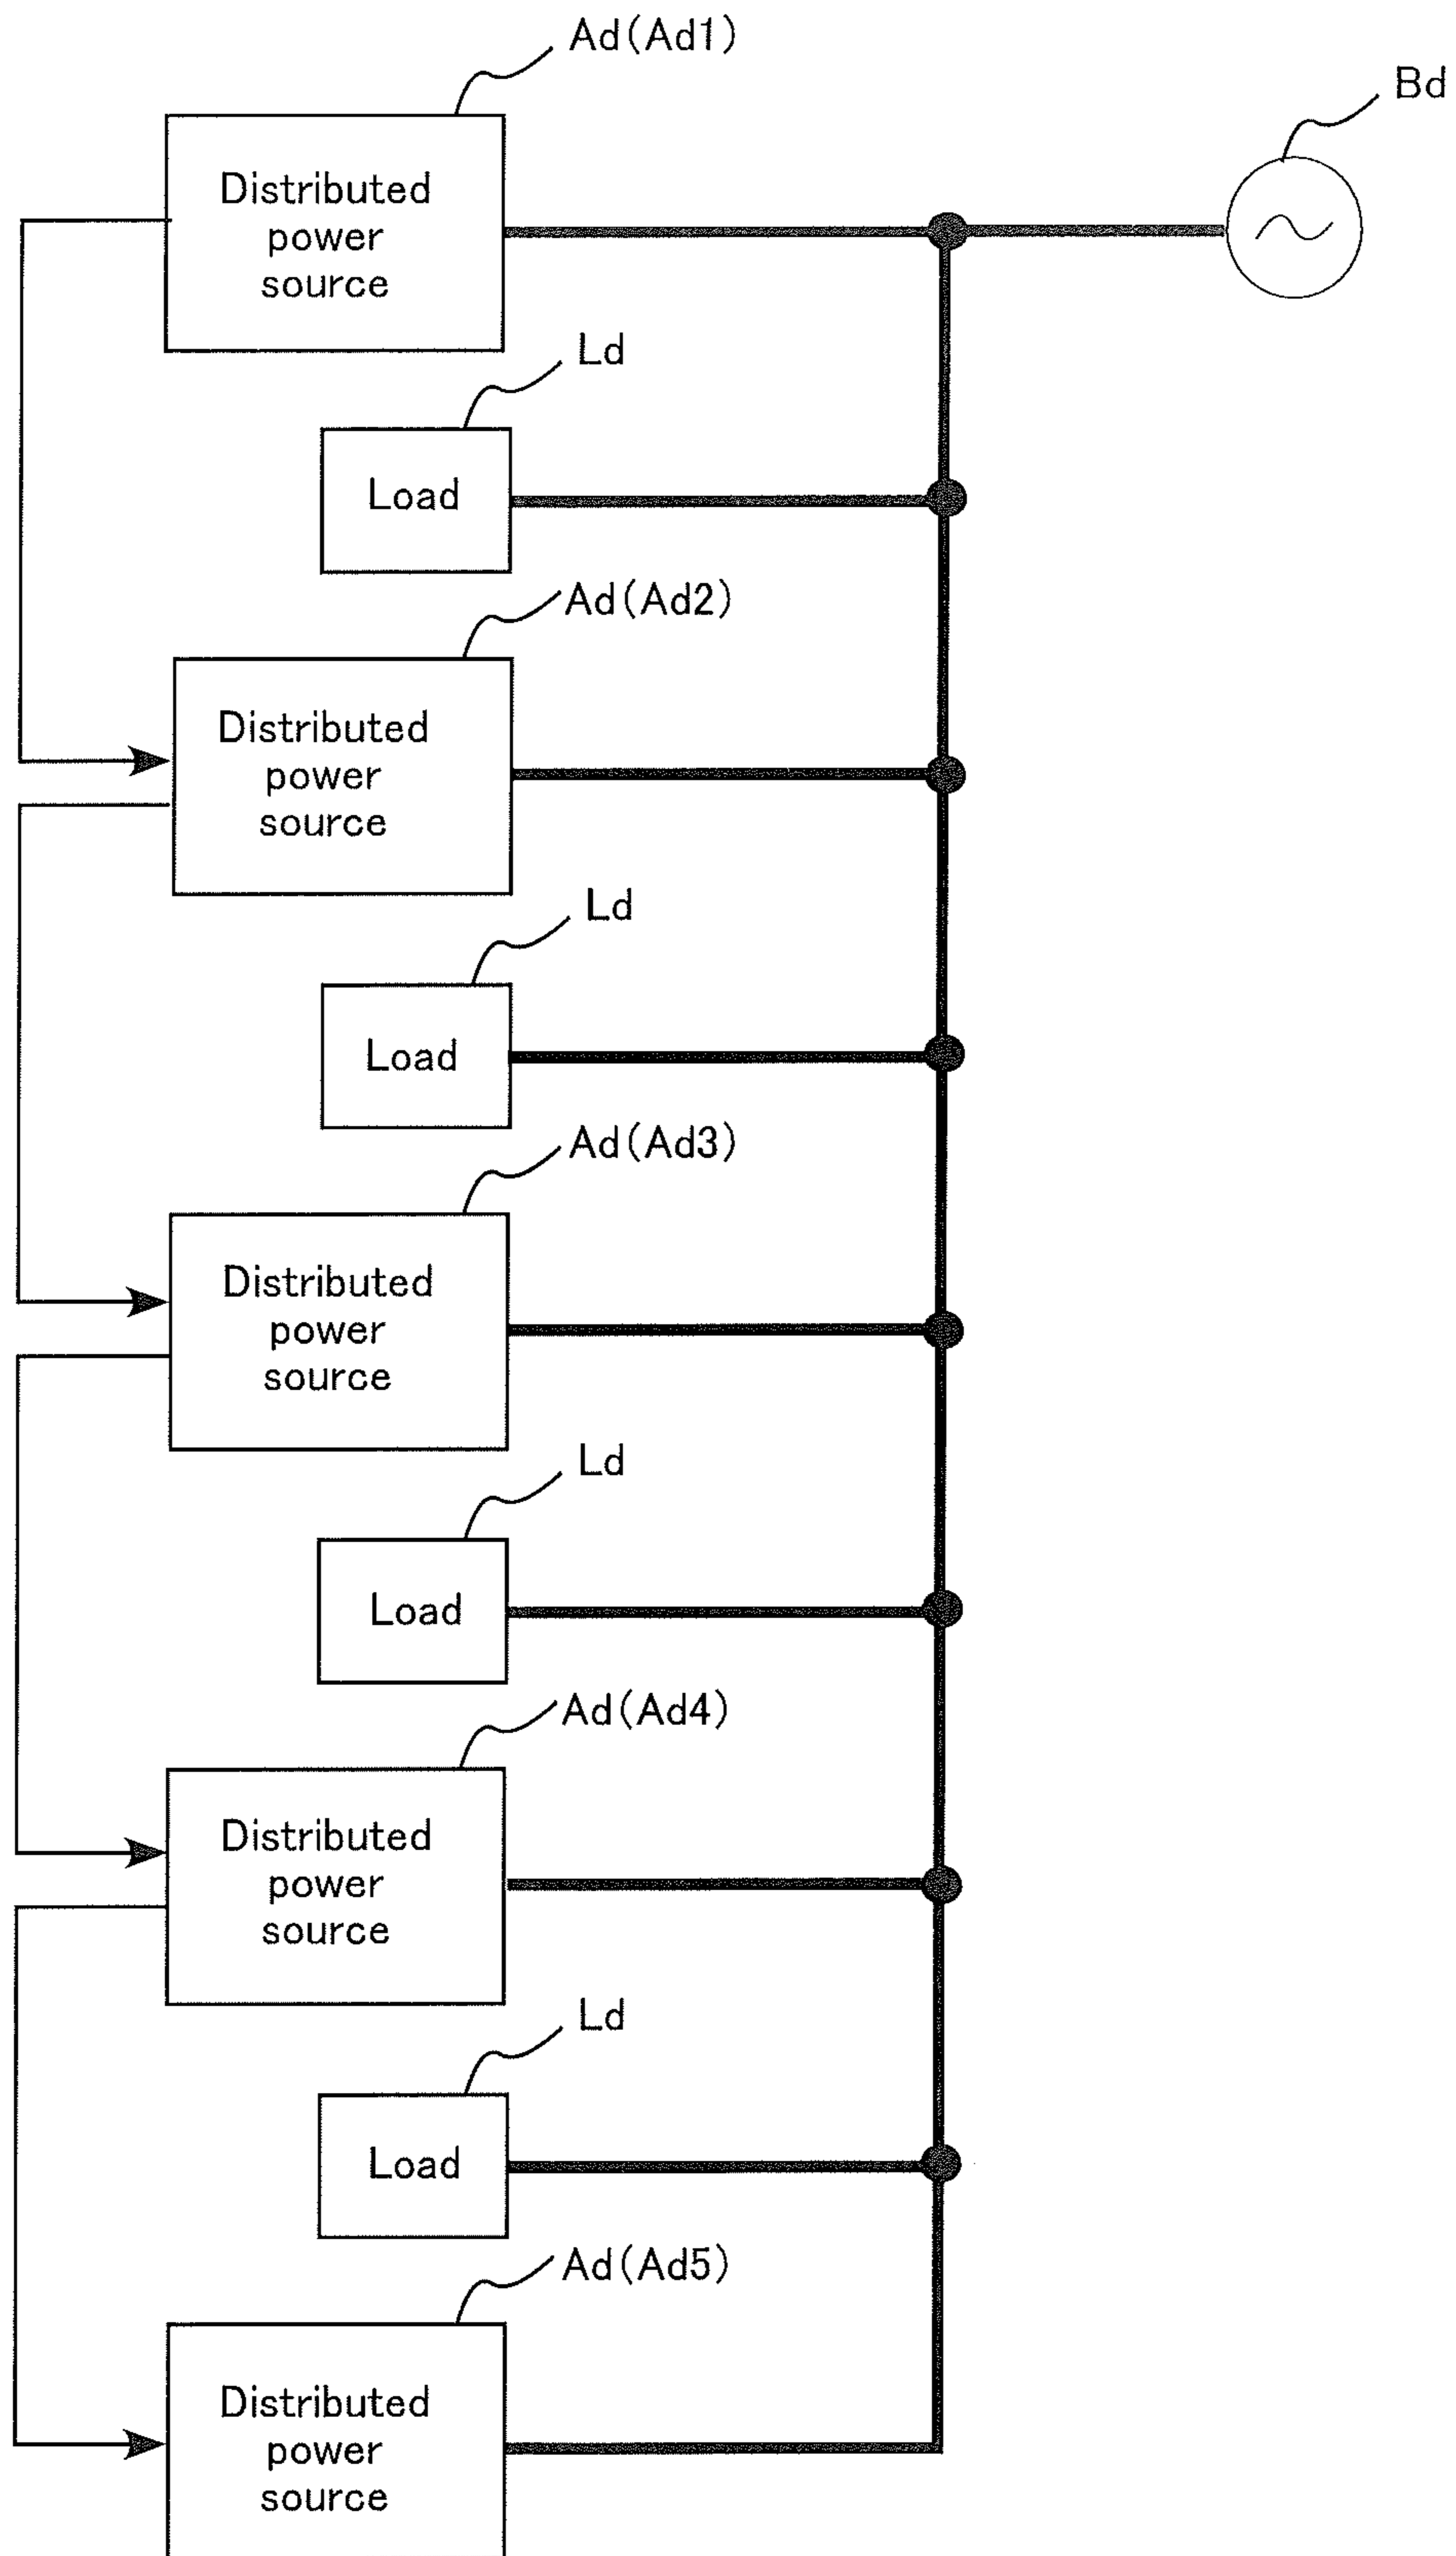 Ad(Ad1)
Bd
Distributed
power
source
Ld
Load
Ad(Ad2)
Distributed
power
source
Ld
Load
Ad(Ad3)
Distributed
power
source
Ld
Load
Ad(Ad4)
Distributed
power
source
Ld
Load
Ad(Ad5)
Distributed
power
source